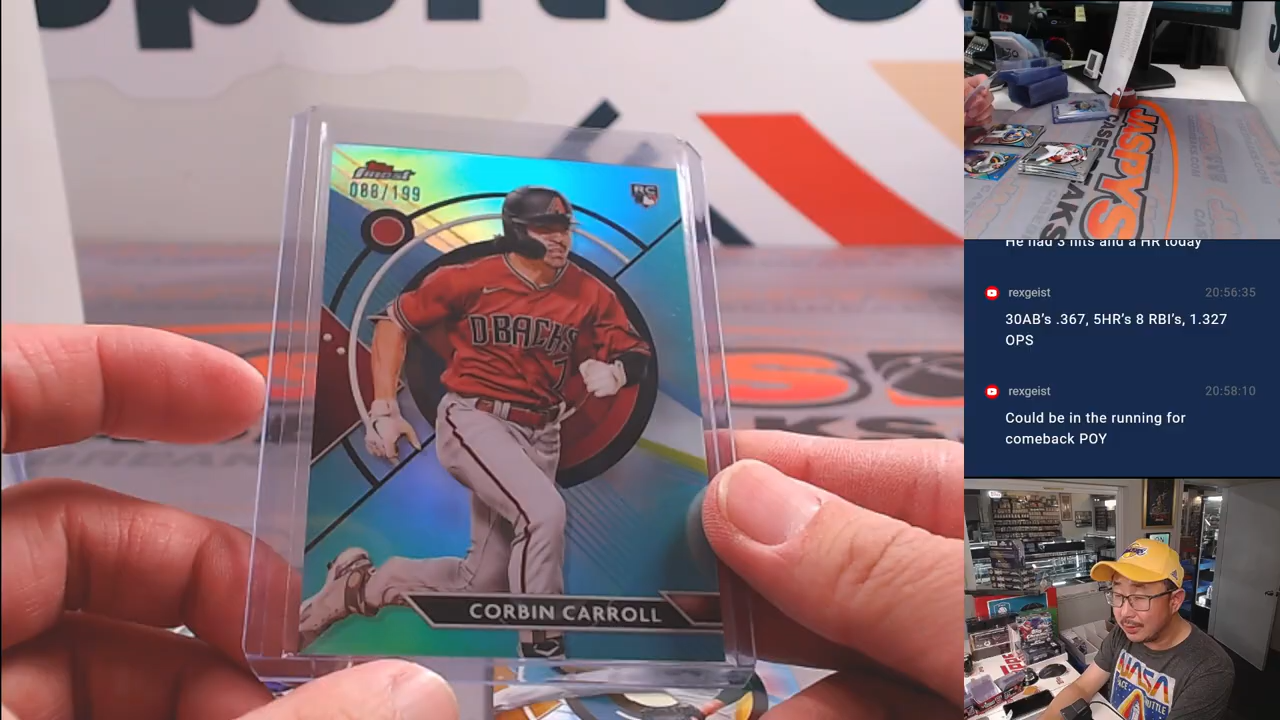 Topps
Finest
088/199
RC
A
D-BACKS
7
CORBIN CARROLL
JASPYS
CASE BREAKS
He had 3 hits and a HR today
rexgeist
20:56:35
30AB's .367, 5HR's 8 RBI's, 1.327
OPS
rexgeist
20:58:10
Could be in the running for
comeback POY
NASA